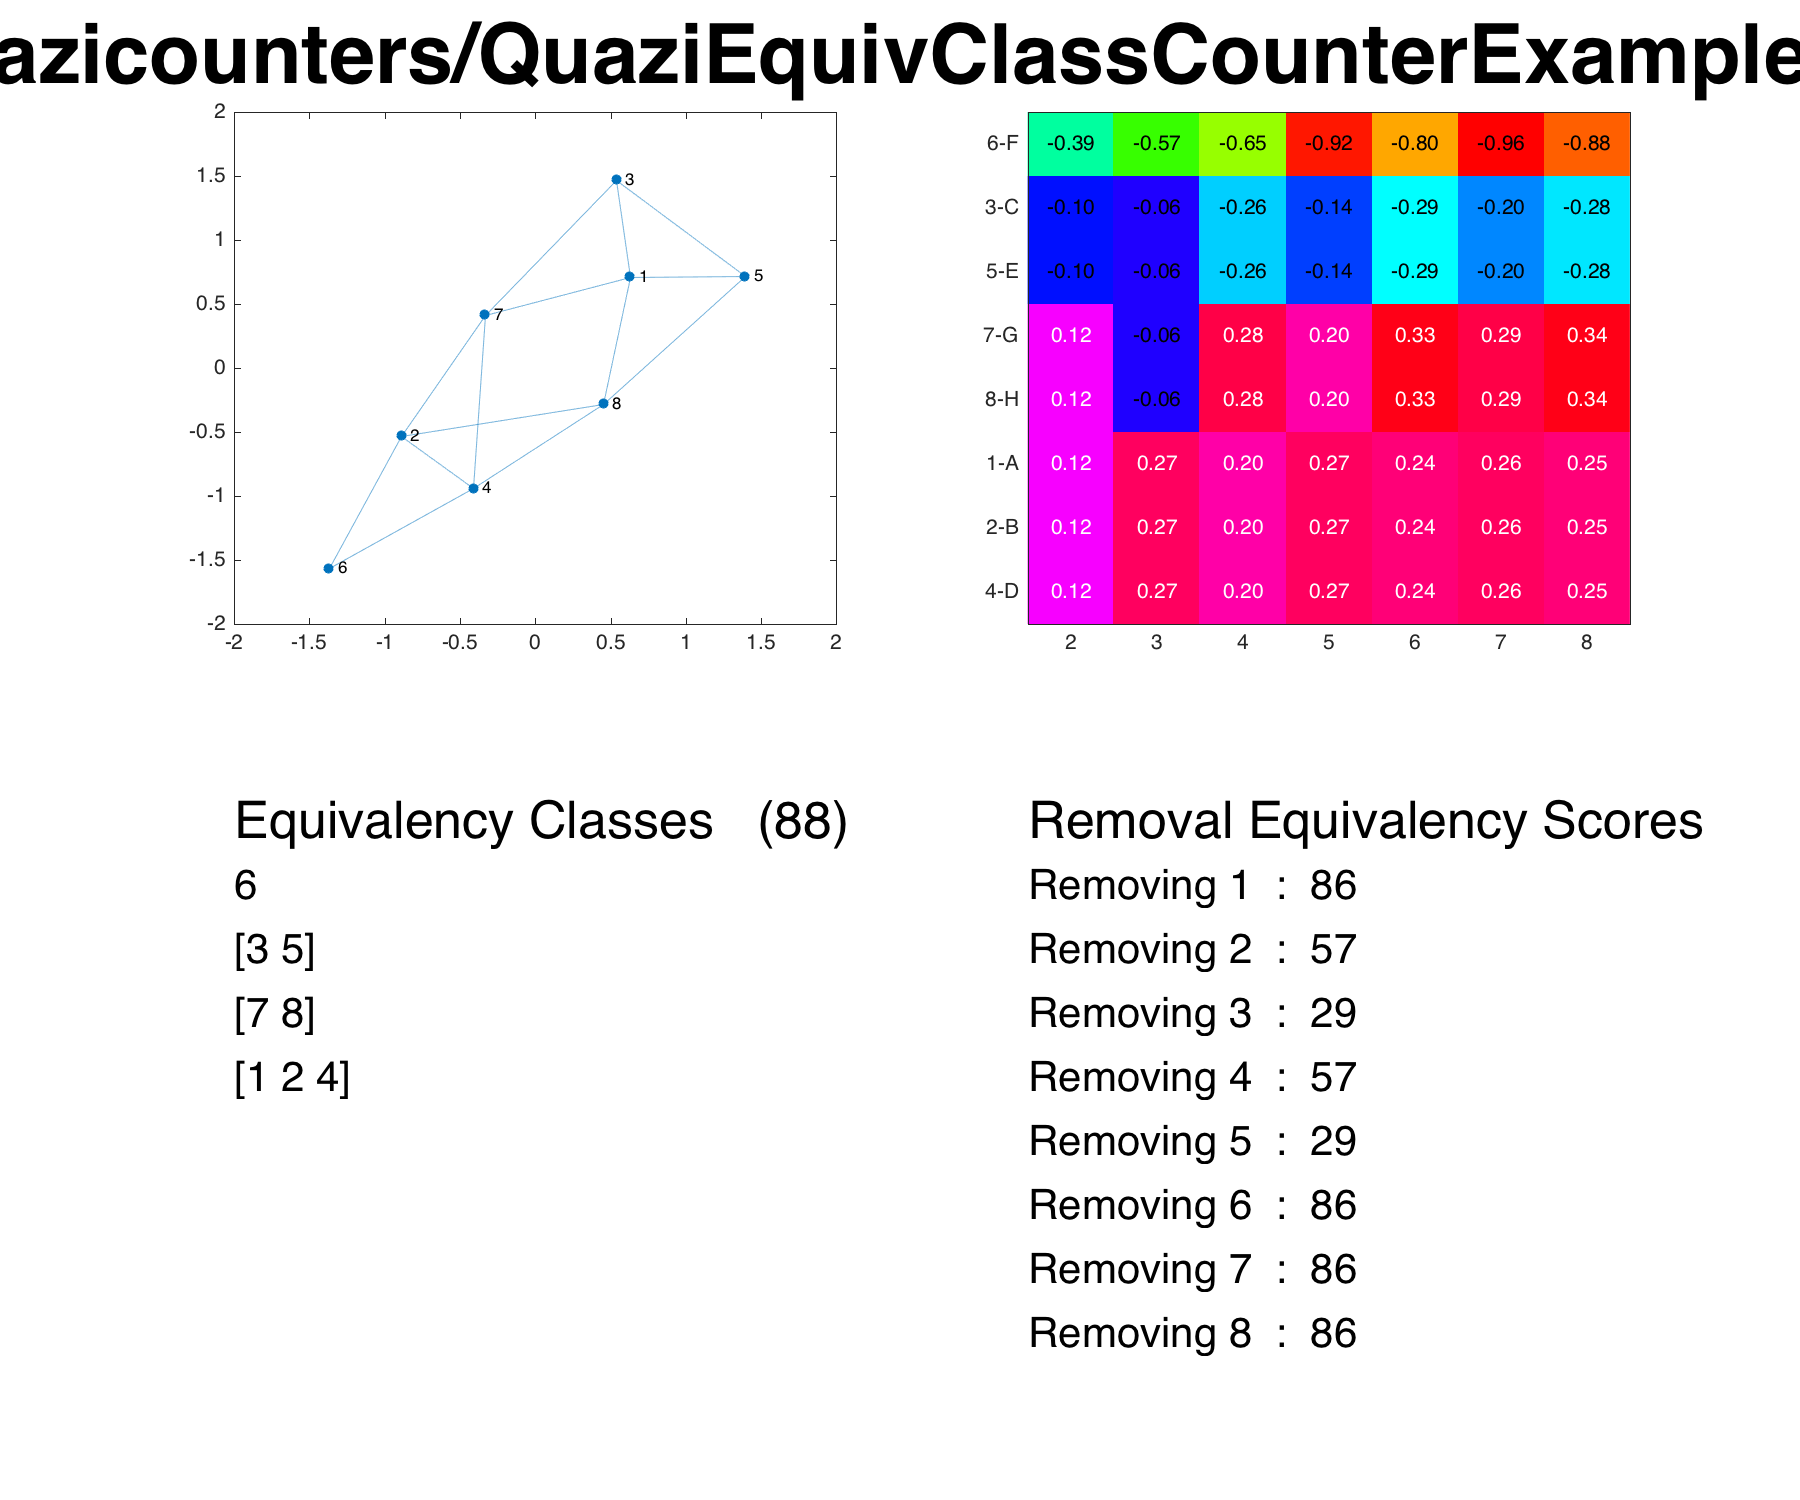 azicounters/QuaziEquivClassCounterExample
2
1.5
1
0.5
0
-0.5
-1
-1.5
-2
-2 -1.5 -1 -0.5 0 0.5 1 1.5 2
3
1
5
7
8
2
4
6
6-F -0.39 -0.57 -0.65 -0.92 -0.80 -0.96 -0.88
3-C -0.10 -0.06 -0.26 -0.14 -0.29 -0.20 -0.28
5-E -0.10 -0.06 -0.26 -0.14 -0.29 -0.20 -0.28
7-G 0.12 -0.06 0.28 0.20 0.33 0.29 0.34
8-H 0.12 -0.06 0.28 0.20 0.33 0.29 0.34
1-A 0.12 0.27 0.20 0.27 0.24 0.26 0.25
2-B 0.12 0.27 0.20 0.27 0.24 0.26 0.25
4-D 0.12 0.27 0.20 0.27 0.24 0.26 0.25
2 3 4 5 6 7 8
Equivalency Classes (88)
6
[3 5]
[7 8]
[1 2 4]
Removal Equivalency Scores
Removing 1 : 86
Removing 2 : 57
Removing 3 : 29
Removing 4 : 57
Removing 5 : 29
Removing 6 : 86
Removing 7 : 86
Removing 8 : 86